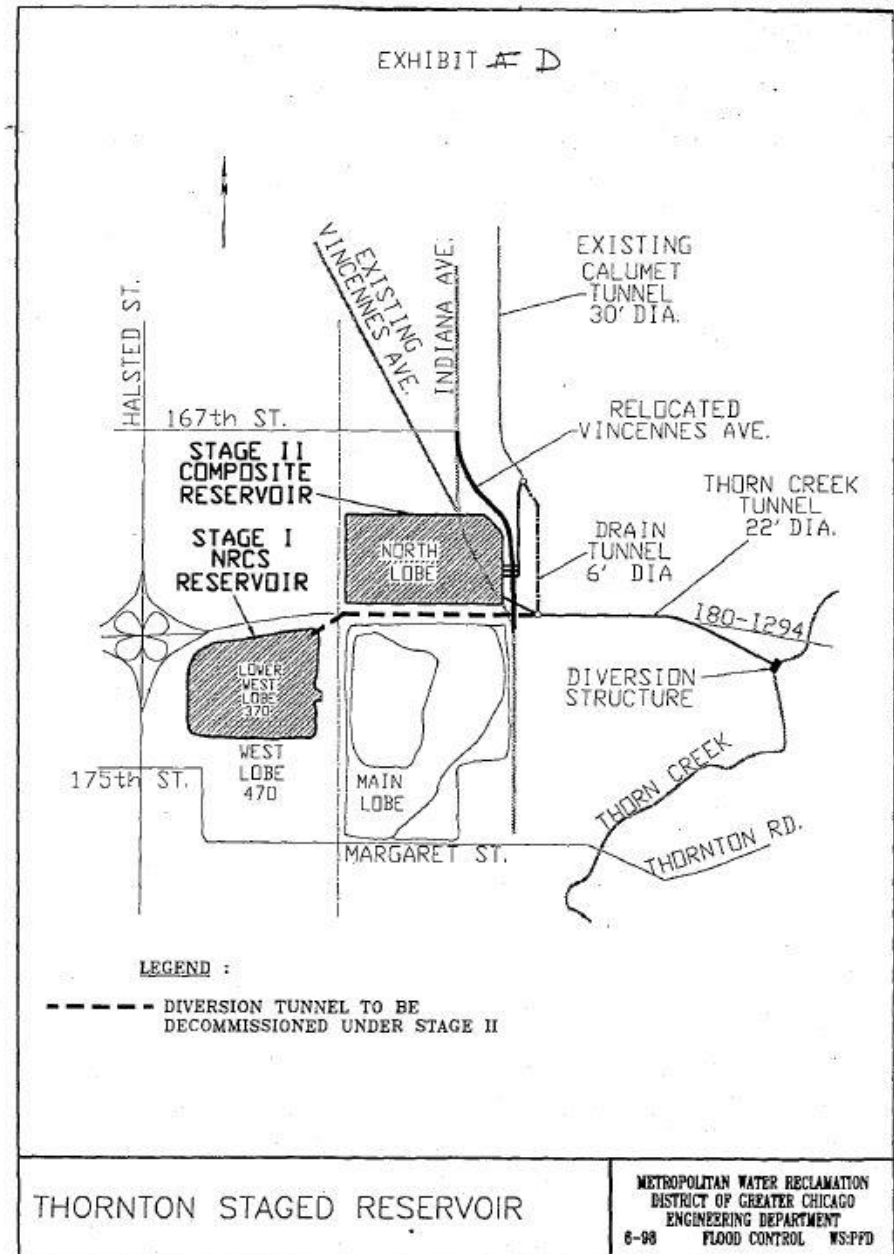 EXHIBIT A D
N
EXISTING
VINCENNES AVE.
INDIANA AVE.
EXISTING
CALUMET
TUNNEL
30' DIA.
HALSTED ST.
167th ST.
RELOCATED
VINCENNES AVE.
STAGE II
COMPOSITE
RESERVOIR
THORN CREEK
TUNNEL
22' DIA.
STAGE I
NRCS
RESERVOIR
NORTH
LOBE
DRAIN
TUNNEL
6' DIA
I80-I294
LOWER
WEST
LOBE
370
DIVERSION
STRUCTURE
WEST
LOBE
470
175th ST.
MAIN
LOBE
THORN CREEK
MARGARET ST.
THORNTON RD.
LEGEND :
DIVERSION TUNNEL TO BE
DECOMMISSIONED UNDER STAGE II
THORNTON STAGED RESERVOIR
METROPOLITAN WATER RECLAMATION
DISTRICT OF GREATER CHICAGO
ENGINEERING DEPARTMENT
6-98 FLOOD CONTROL WS:PFD